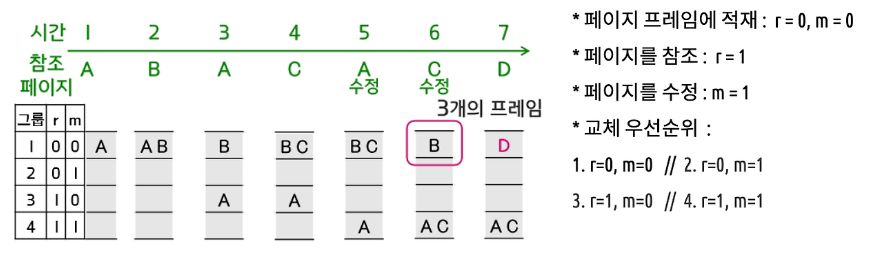 시간 1 2 3 4 5 6 7
참조 페이지 A B A C A 수정 C 수정 D
3개의 프레임
그룹 r m
1 0 0 A A B B B C B C B D
2 0 1
3 1 0 A A
4 1 1 A A C A C
* 페이지 프레임에 적재 : r = 0, m = 0
* 페이지를 참조 : r = 1
* 페이지를 수정 : m = 1
* 교체 우선순위 :
1. r=0, m=0 // 2. r=0, m=1
3. r=1, m=0 // 4. r=1, m=1